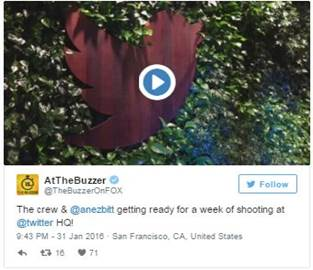 AtTheBuzzer
@TheBuzzerOnFOX
Follow
The crew & @anezbitt getting ready for a week of shooting at
@twitter HQ!
9:43 PM - 31 Jan 2016 · San Francisco, CA, United States
16 71